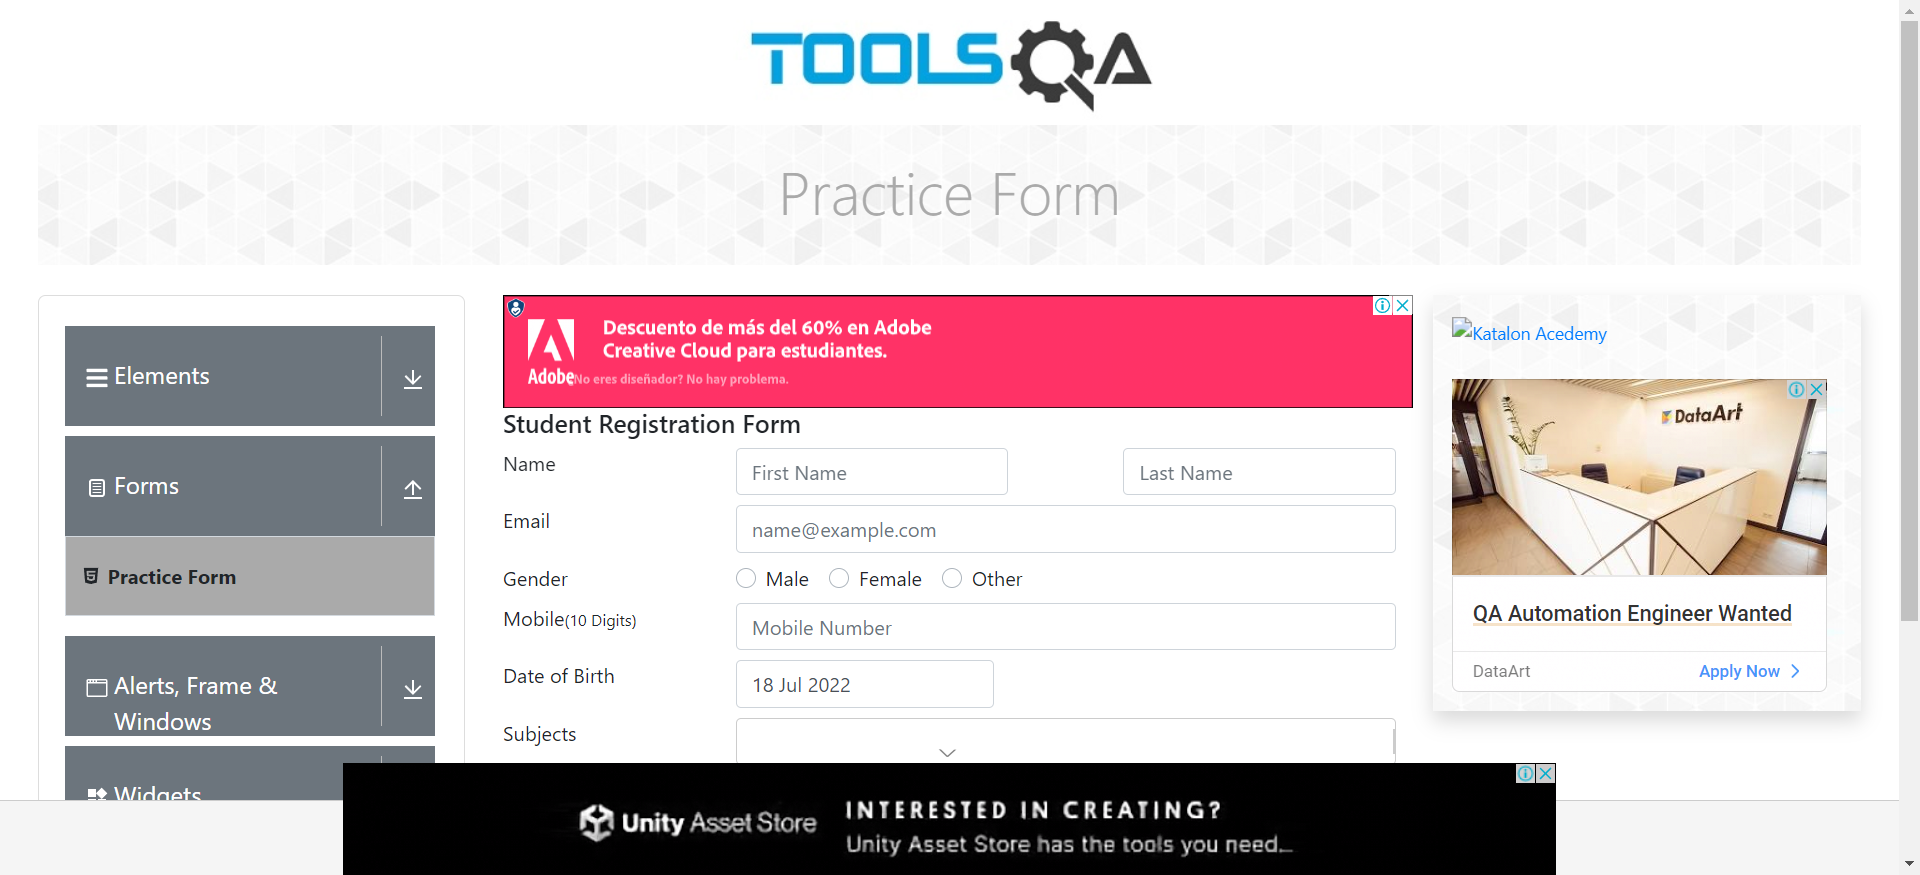 TOOLSQA
Practice Form
Elements
Forms
Practice Form
Alerts, Frame &
Windows
Widgets
Descuento de más del 60% en Adobe
Creative Cloud para estudiantes.
Adobe
No eres diseñador? No hay problema.
Student Registration Form
Name
First Name
Last Name
Email
name@example.com
Gender
Male
Female
Other
Mobile(10 Digits)
Mobile Number
Date of Birth
18 Jul 2022
Subjects
Katalon Acedemy
DataArt
QA Automation Engineer Wanted
DataArt
Apply Now
Unity Asset Store
INTERESTED IN CREATING?
Unity Asset Store has the tools you need...